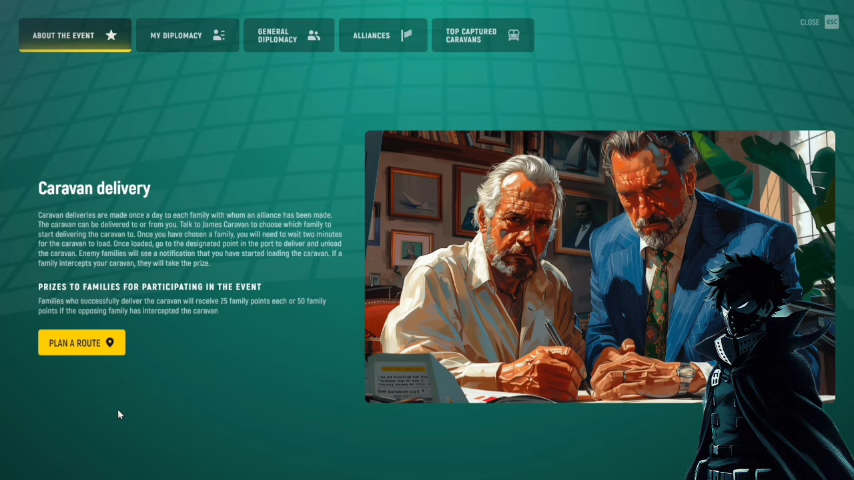 ABOUT THE EVENT
MY DIPLOMACY
GENERAL
DIPLOMACY
ALLIANCES
TOP CAPTURED
CARAVANS
CLOSE ESC
Caravan delivery
Caravan deliveries are made once a day to each family with whom an alliance has been made.
The caravan can be delivered to or from you. Talk to James Caravan to choose which family to
start delivering the caravan to. Once you have chosen a family, you will need to wait two minutes
for the caravan to load. Once loaded, go to the designated point in the port to deliver and unload
the caravan. Enemy families will see a notification that you have started loading the caravan. If a
family intercepts your caravan, they will take the prize.
PRIZES TO FAMILIES FOR PARTICIPATING IN THE EVENT
Families who successfully deliver the caravan will receive 25 family points each or 50 family
points if the opposing family has intercepted the caravan
PLAN A ROUTE